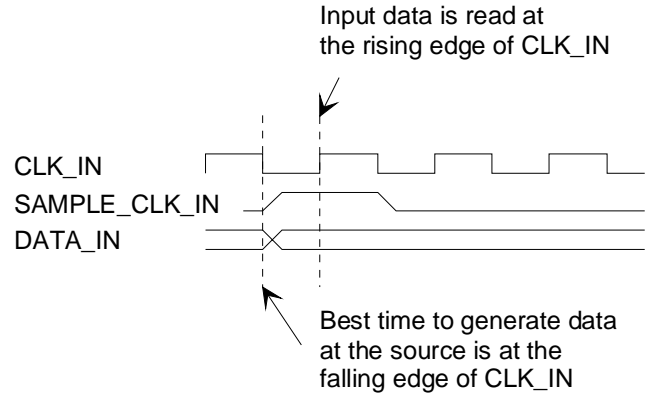 Input data is read at
the rising edge of CLK_IN
CLK_IN
SAMPLE_CLK_IN
DATA_IN
Best time to generate data
at the source is at the
falling edge of CLK_IN